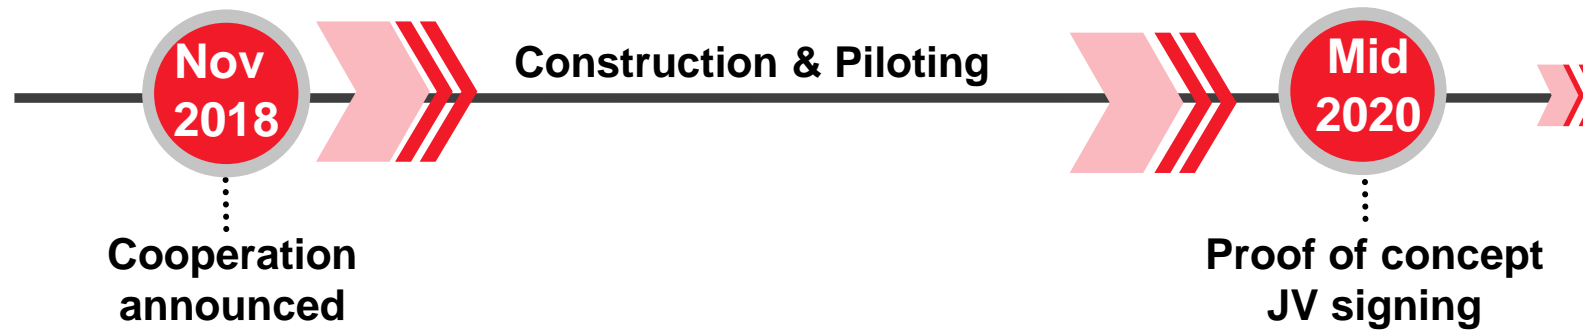 Nov
2018
Construction & Piloting
Mid
2020
Cooperation
announced
Proof of concept
JV signing